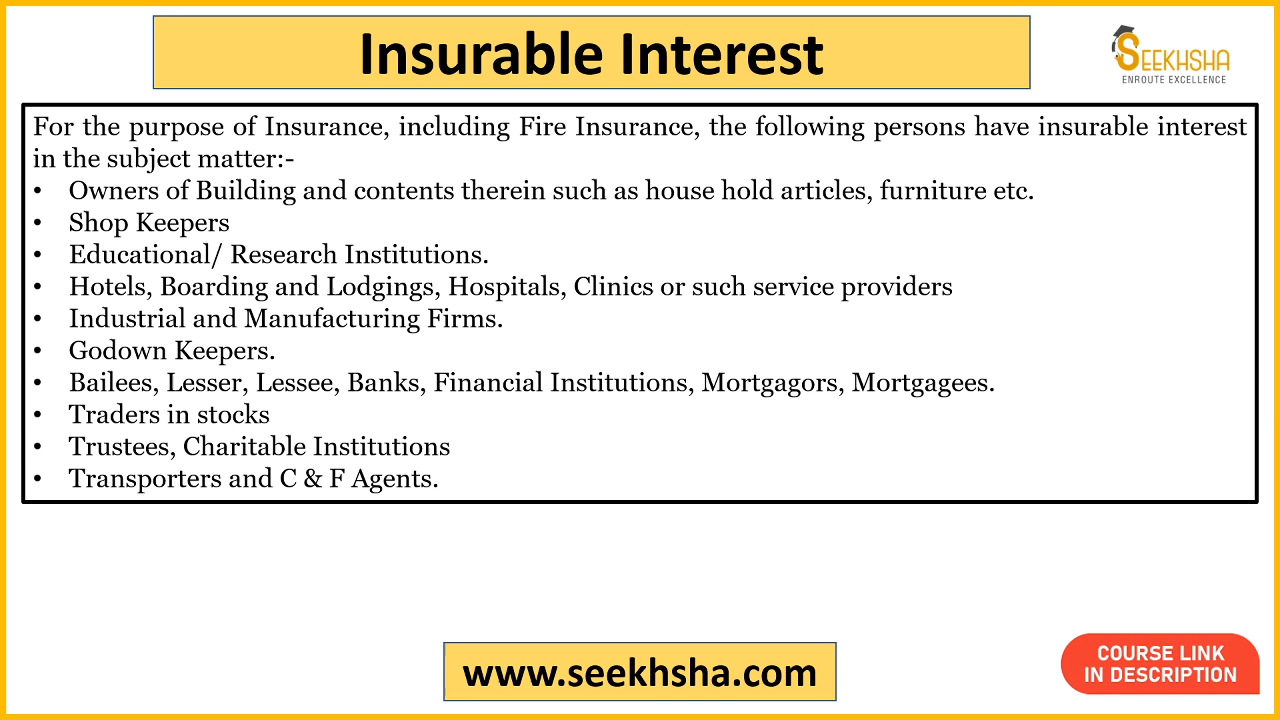 Insurable Interest
SEEKHSHA
ENROUTE EXCELLENCE
For the purpose of Insurance, including Fire Insurance, the following persons have insurable interest
in the subject matter:-
• Owners of Building and contents therein such as house hold articles, furniture etc.
• Shop Keepers
• Educational/ Research Institutions.
• Hotels, Boarding and Lodgings, Hospitals, Clinics or such service providers
• Industrial and Manufacturing Firms.
• Godown Keepers.
• Bailees, Lesser, Lessee, Banks, Financial Institutions, Mortgagors, Mortgagees.
• Traders in stocks
• Trustees, Charitable Institutions
• Transporters and C & F Agents.
www.seekhsha.com
COURSE LINK
IN DESCRIPTION